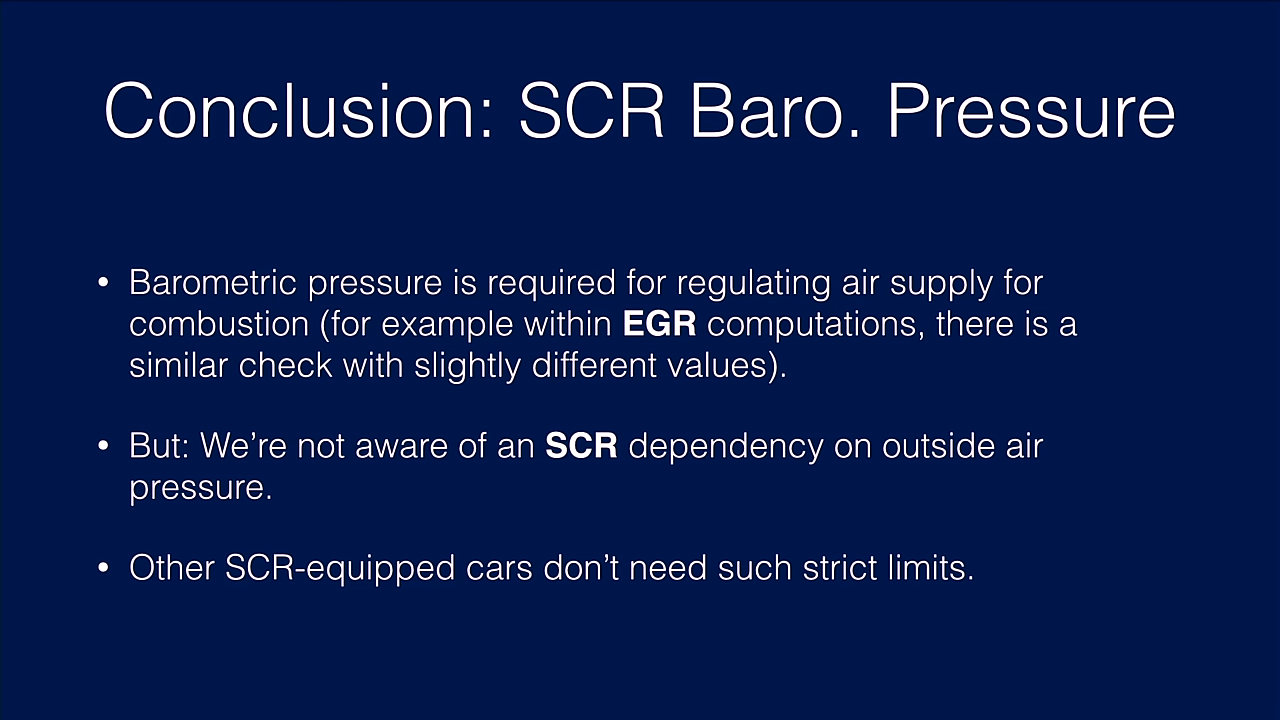 Conclusion: SCR Baro. Pressure
• Barometric pressure is required for regulating air supply for
combustion (for example within EGR computations, there is a
similar check with slightly different values).
• But: We’re not aware of an SCR dependency on outside air
pressure.
• Other SCR-equipped cars don’t need such strict limits.